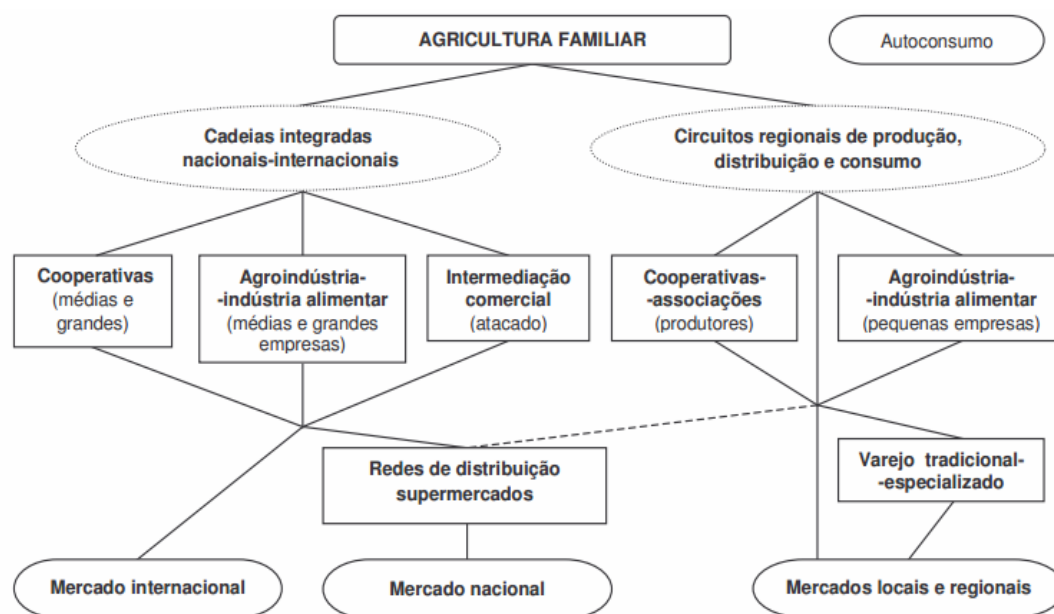 AGRICULTURA FAMILIAR
Autoconsumo
Cadeias integradas
nacionais-internacionais
Circuitos regionais de produção,
distribuição e consumo
Cooperativas
(médias e
grandes)
Agroindústria-
-indústria alimentar
(médias e grandes
empresas)
Intermediação
comercial
(atacado)
Cooperativas-
-associações
(produtores)
Agroindústria-
-indústria alimentar
(pequenas empresas)
Redes de distribuição
supermercados
Varejo tradicional-
-especializado
Mercado internacional
Mercado nacional
Mercados locais e regionais